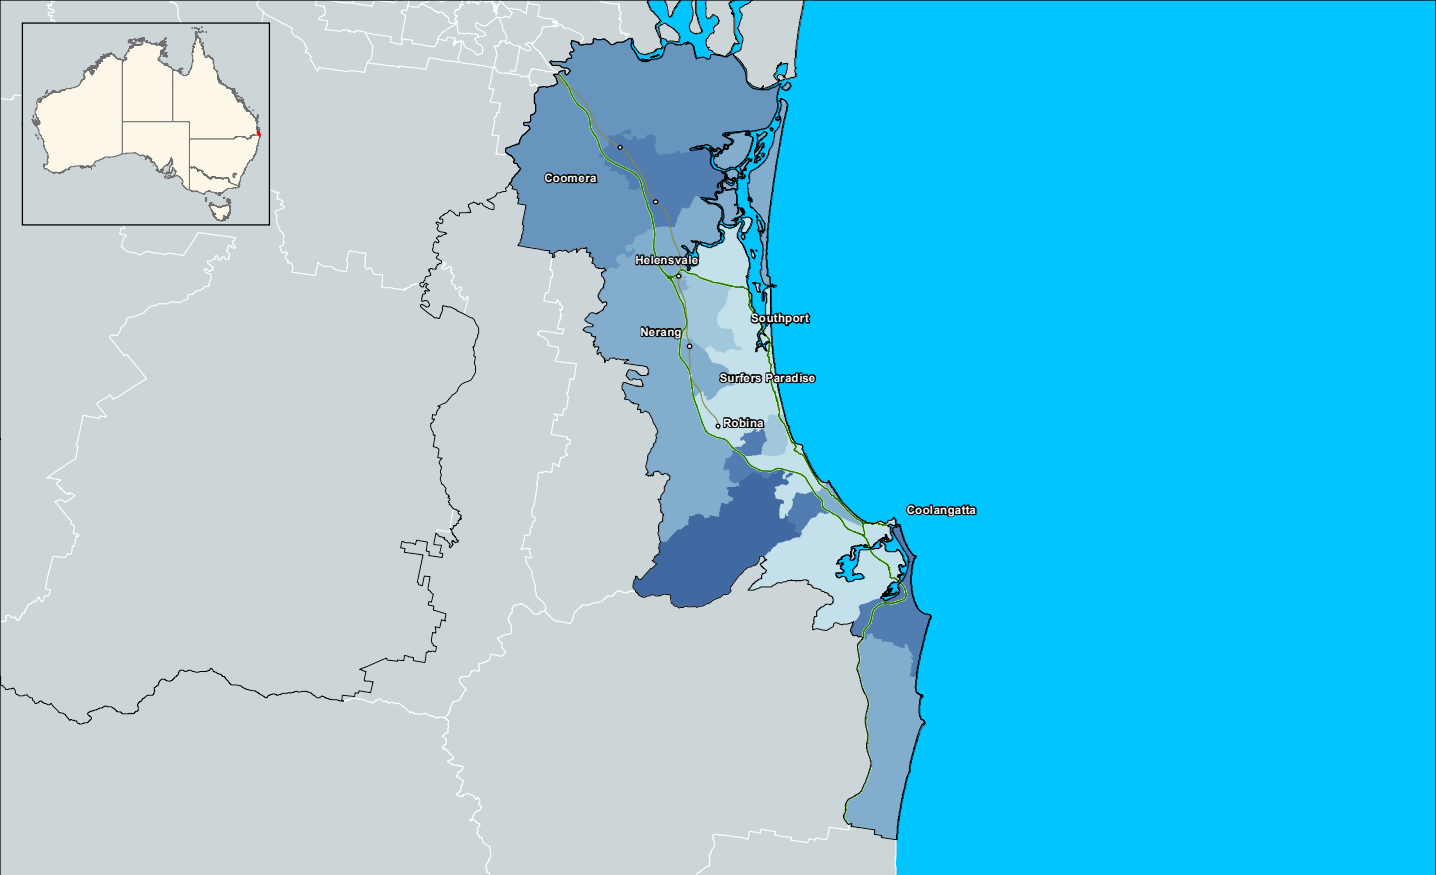 Coomera
Helensvale
Southport
Nerang
Surfers Paradise
Robina
Coolangatta